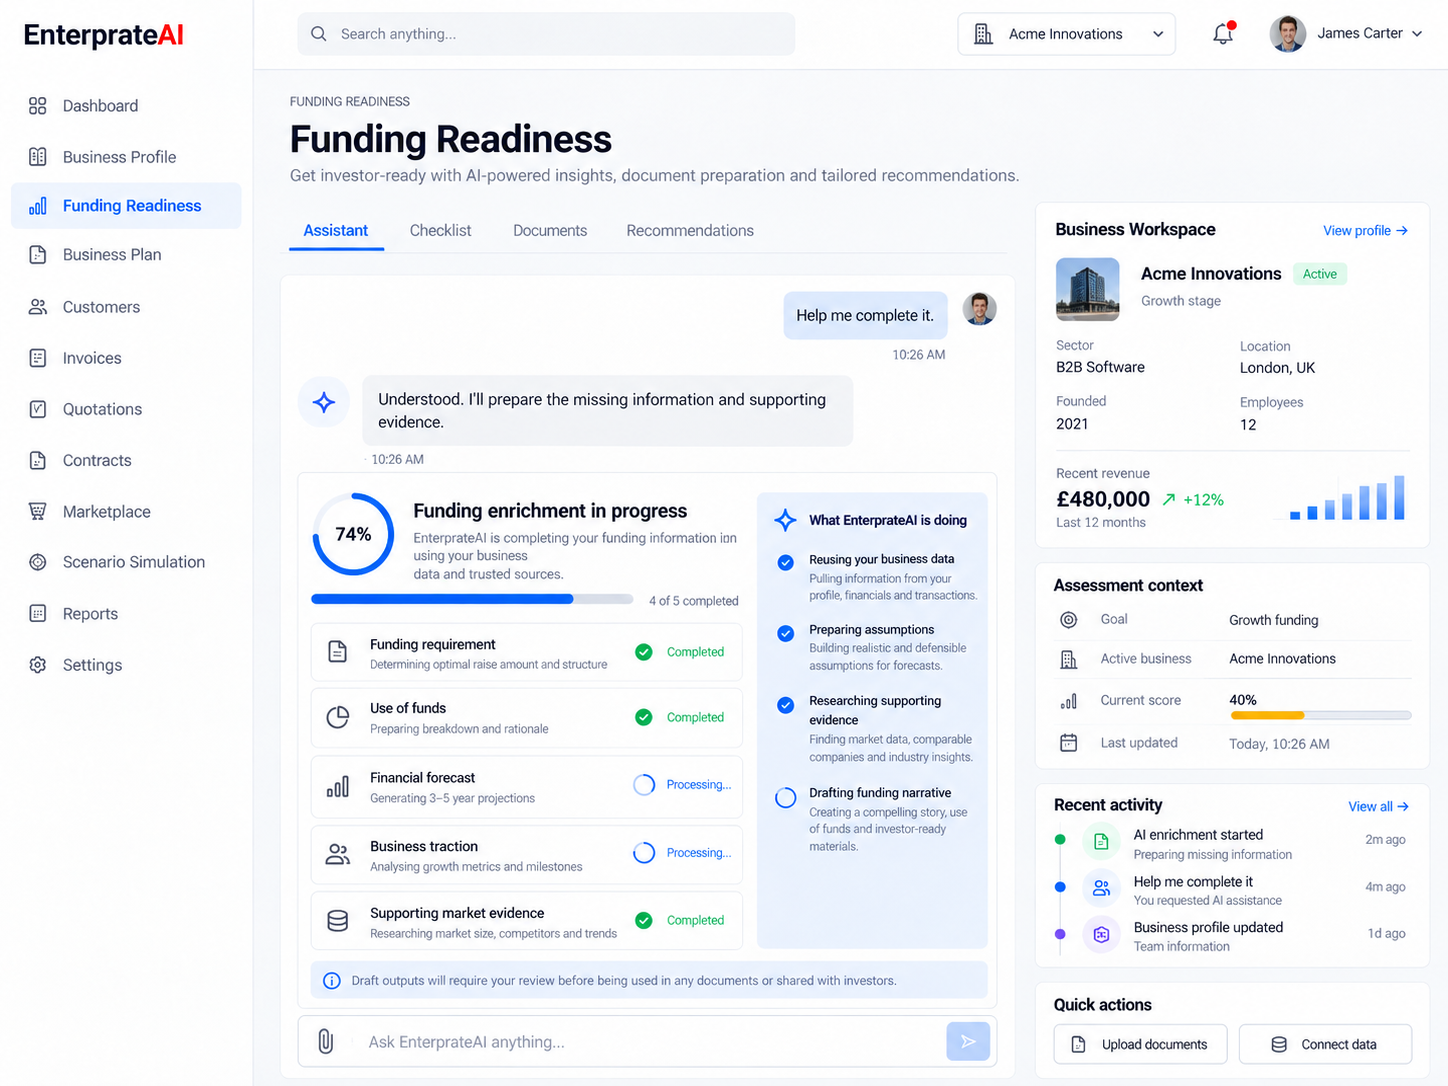 EnterprateAI
Search anything...
Acme Innovations
James Carter
Dashboard
Business Profile
Funding Readiness
Business Plan
Customers
Invoices
Quotations
Contracts
Marketplace
Scenario Simulation
Reports
Settings
FUNDING READINESS
Funding Readiness
Get investor-ready with AI-powered insights, document preparation and tailored recommendations.
Assistant
Checklist
Documents
Recommendations
Help me complete it.
10:26 AM
Understood. I'll prepare the missing information and supporting
evidence.
· 10:26 AM
74%
Funding enrichment in progress
EnterprateAI is completing your funding information iın
using your business
data and trusted sources.
4 of 5 completed
Funding requirement
Determining optimal raise amount and structure
Completed
Use of funds
Preparing breakdown and rationale
Completed
Financial forecast
Generating 3–5 year projections
Processing...
Business traction
Analysing growth metrics and milestones
Processing...
Supporting market evidence
Researching market size, competitors and trends
Completed
What EnterprateAI is doing
Reusing your business data
Pulling information from your
profile, financials and transactions.
Preparing assumptions
Building realistic and defensible
assumptions for forecasts.
Researching supporting
evidence
Finding market data, comparable
companies and industry insights.
Drafting funding narrative
Creating a compelling story, use
of funds and investor-ready
materials.
Draft outputs will require your review before being used in any documents or shared with investors.
Ask EnterprateAI anything...
Business Workspace
View profile →
Acme Innovations
Active
Growth stage
Sector
B2B Software
Location
London, UK
Founded
2021
Employees
12
Recent revenue
£480,000
+12%
Last 12 months
Assessment context
Goal
Growth funding
Active business
Acme Innovations
Current score
40%
Last updated
Today, 10:26 AM
Recent activity
View all →
AI enrichment started
Preparing missing information
2m ago
Help me complete it
You requested AI assistance
4m ago
Business profile updated
Team information
1d ago
Quick actions
Upload documents
Connect data